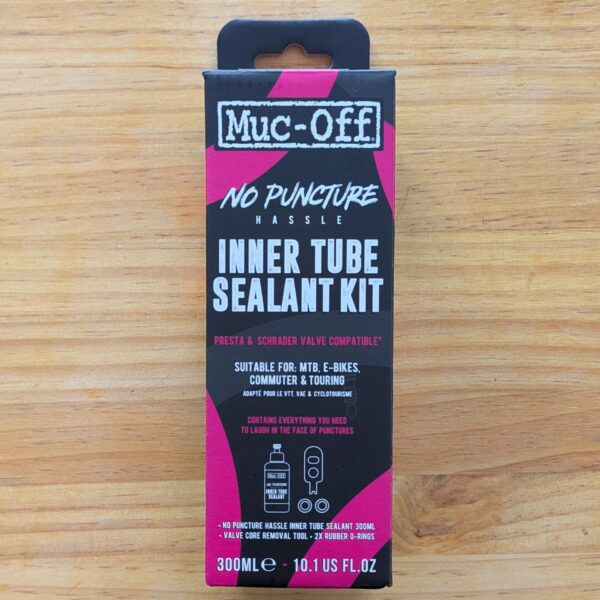 Muc-Off
NO PUNCTURE
HASSLE
INNER TUBE
SEALANT KIT
PRESTA & SCHRADER VALVE COMPATIBLE*
SUITABLE FOR: MTB, E-BIKES,
COMMUTER & TOURING
ADAPTÉ POUR LE VTT, VAE & CYCLOTOURISME
CONTAINS EVERYTHING YOU NEED
TO LAUGH IN THE FACE OF PUNCTURES
Muc-Off
NO PUNCTURE
INNER TUBE
SEALANT
• NO PUNCTURE HASSLE INNER TUBE SEALANT 300ML
• VALVE CORE REMOVAL TOOL • 2X RUBBER O-RINGS
300ML℮ - 10.1 US FL.OZ